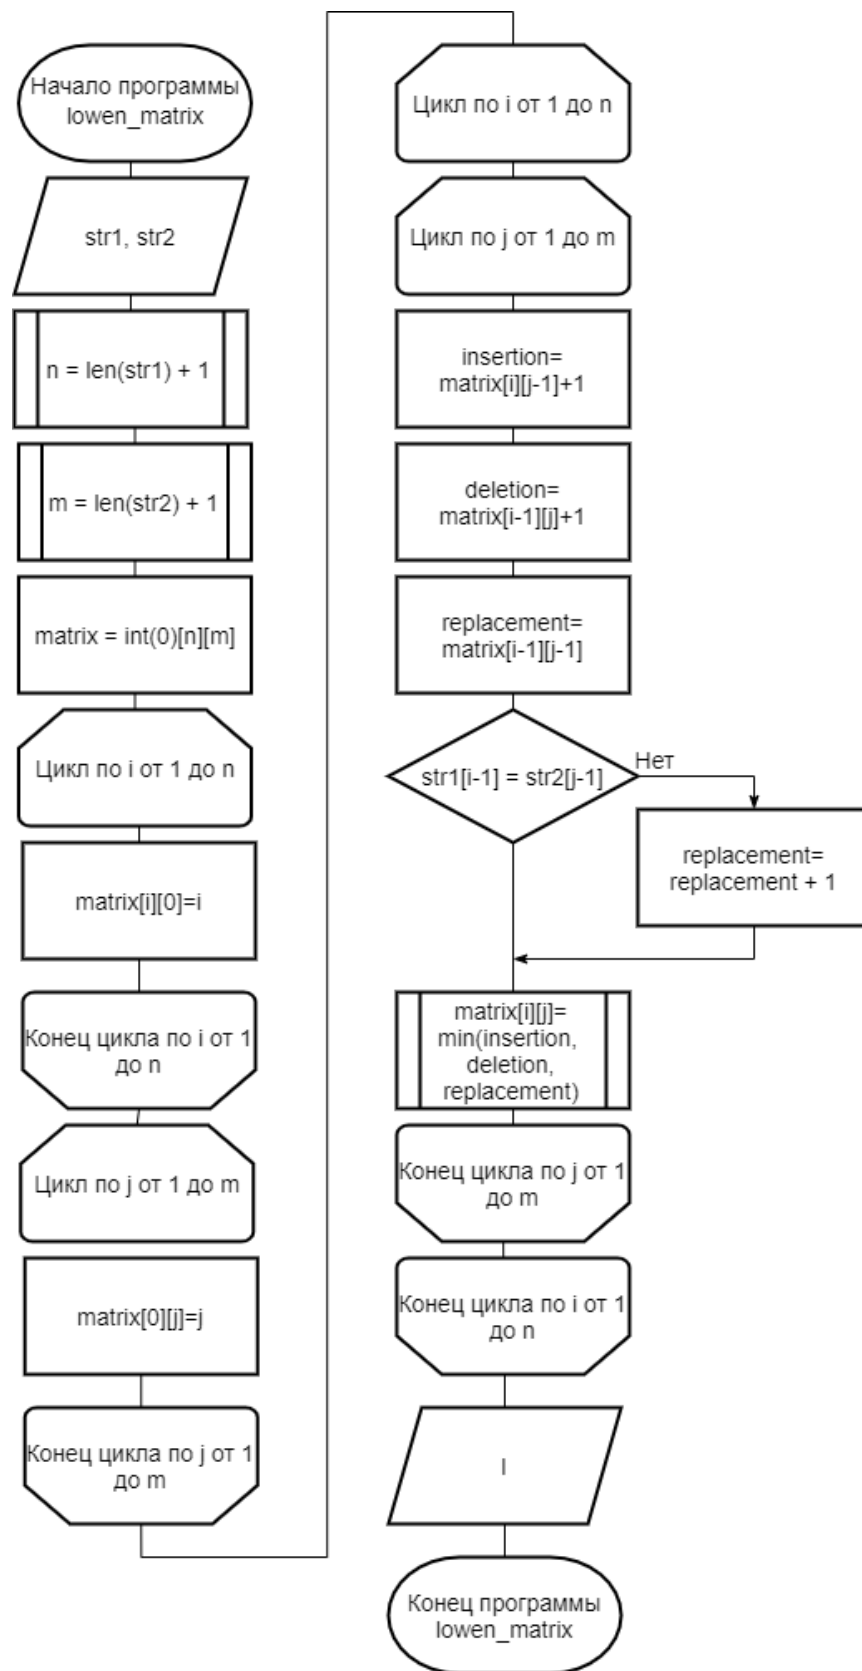 Начало программы
lowen_matrix
str1, str2
n = len(str1) + 1
m = len(str2) + 1
matrix = int(0)[n][m]
Цикл по i от 1 до n
matrix[i][0]=i
Конец цикла по i от 1
до n
Цикл по j от 1 до m
matrix[0][j]=j
Конец цикла по j от 1
до m
Цикл по i от 1 до n
Цикл по j от 1 до m
insertion=
matrix[i][j-1]+1
deletion=
matrix[i-1][j]+1
replacement=
matrix[i-1][j-1]
str1[i-1] = str2[j-1]
Нет
replacement=
replacement + 1
matrix[i][j]=
min(insertion,
deletion,
replacement)
Конец цикла по j от 1
до m
Конец цикла по i от 1
до n
l
Конец программы
lowen_matrix